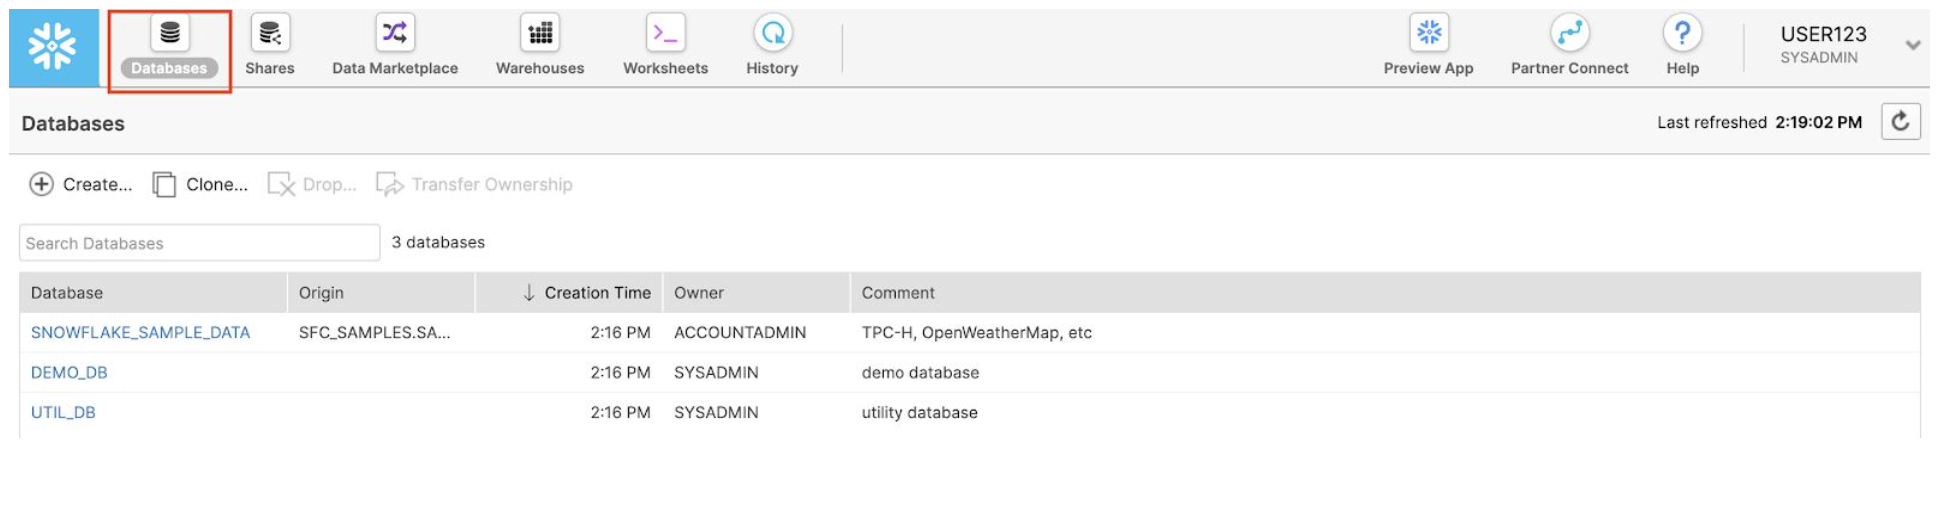 Databases Shares Data Marketplace Warehouses Worksheets History Preview App Partner Connect Help USER123
SYSADMIN
Databases Last refreshed 2:19:02 PM
Create... Clone... Drop... Transfer Ownership
Search Databases 3 databases
Database Origin ↓ Creation Time Owner Comment
SNOWFLAKE_SAMPLE_DATA SFC_SAMPLES.SA... 2:16 PM ACCOUNTADMIN TPC-H, OpenWeatherMap, etc
DEMO_DB 2:16 PM SYSADMIN demo database
UTIL_DB 2:16 PM SYSADMIN utility database